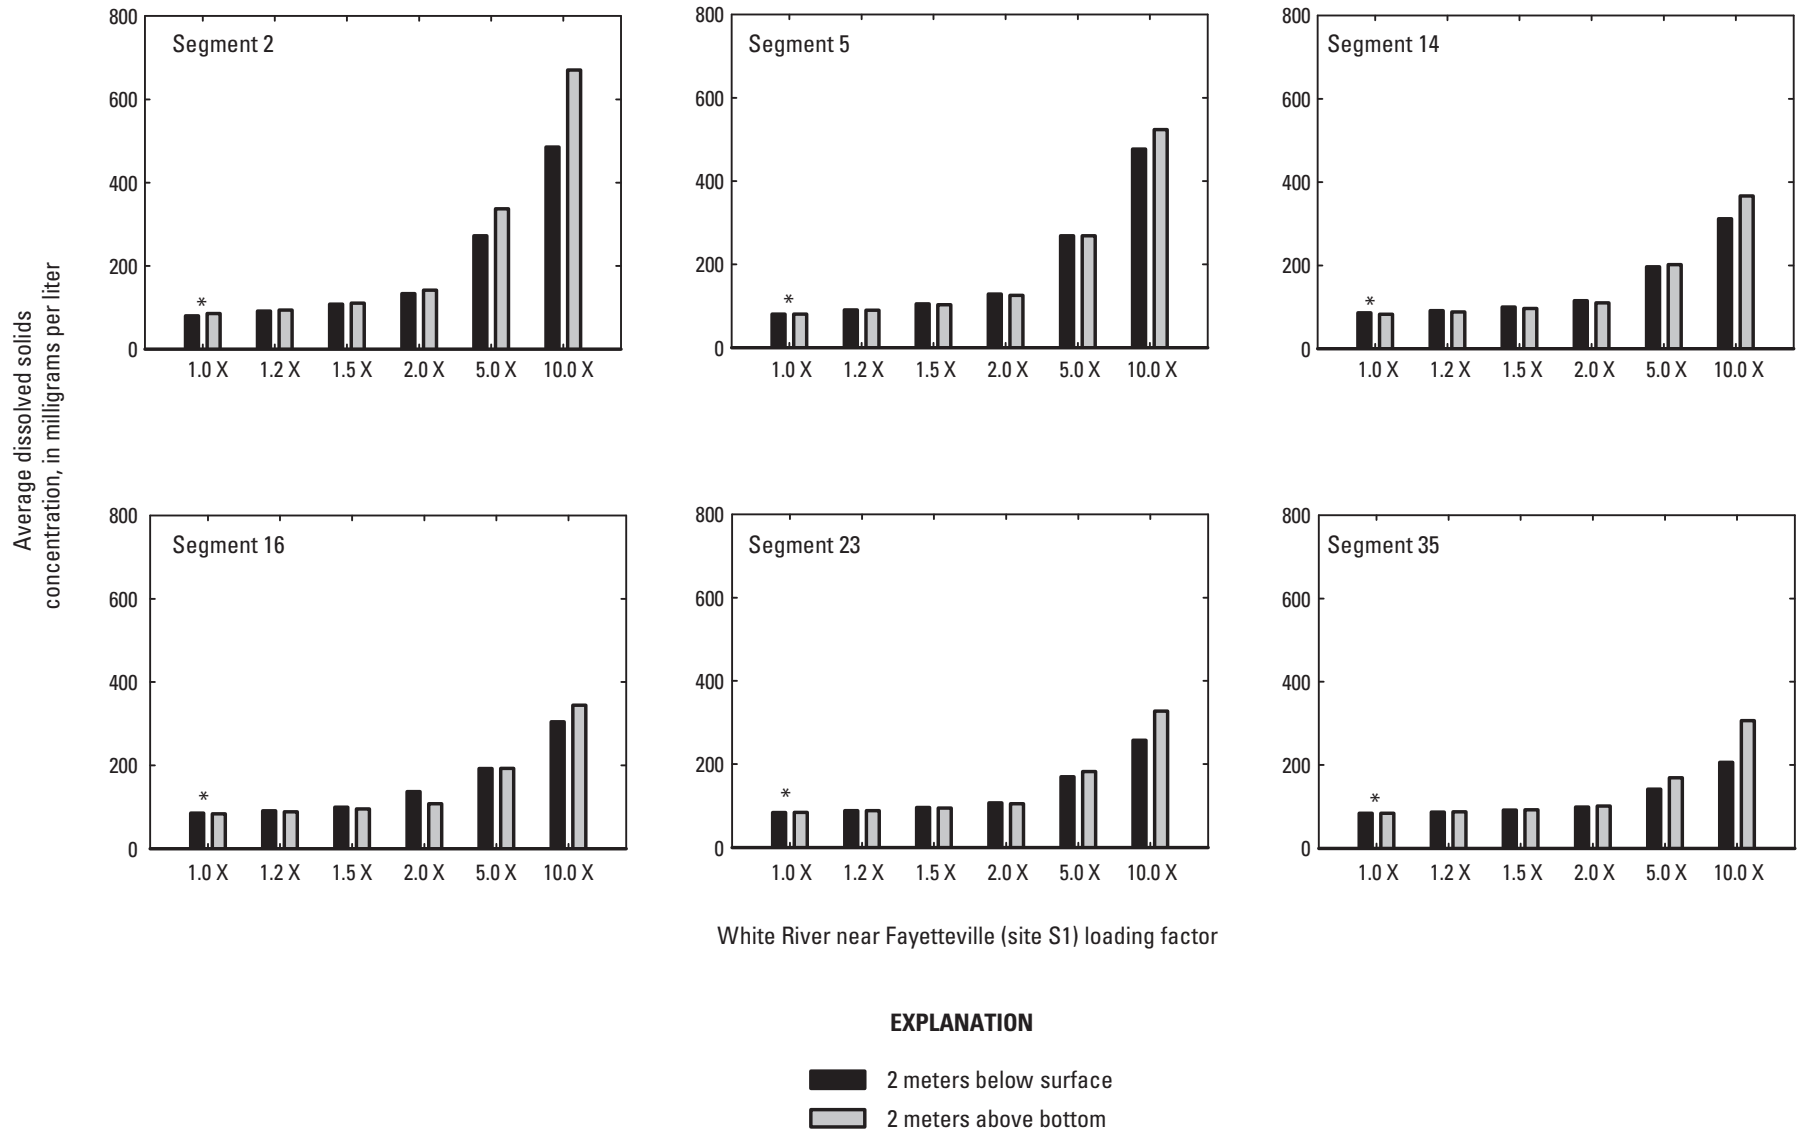 Average dissolved solids
concentration, in milligrams per liter
Segment 2
800
600
400
200
0
*
1.0 X 1.2 X 1.5 X 2.0 X 5.0 X 10.0 X
Segment 5
800
600
400
200
0
*
1.0 X 1.2 X 1.5 X 2.0 X 5.0 X 10.0 X
Segment 14
800
600
400
200
0
*
1.0 X 1.2 X 1.5 X 2.0 X 5.0 X 10.0 X
Segment 16
800
600
400
200
0
*
1.0 X 1.2 X 1.5 X 2.0 X 5.0 X 10.0 X
Segment 23
800
600
400
200
0
*
1.0 X 1.2 X 1.5 X 2.0 X 5.0 X 10.0 X
Segment 35
800
600
400
200
0
*
1.0 X 1.2 X 1.5 X 2.0 X 5.0 X 10.0 X
White River near Fayetteville (site S1) loading factor
EXPLANATION
2 meters below surface
2 meters above bottom